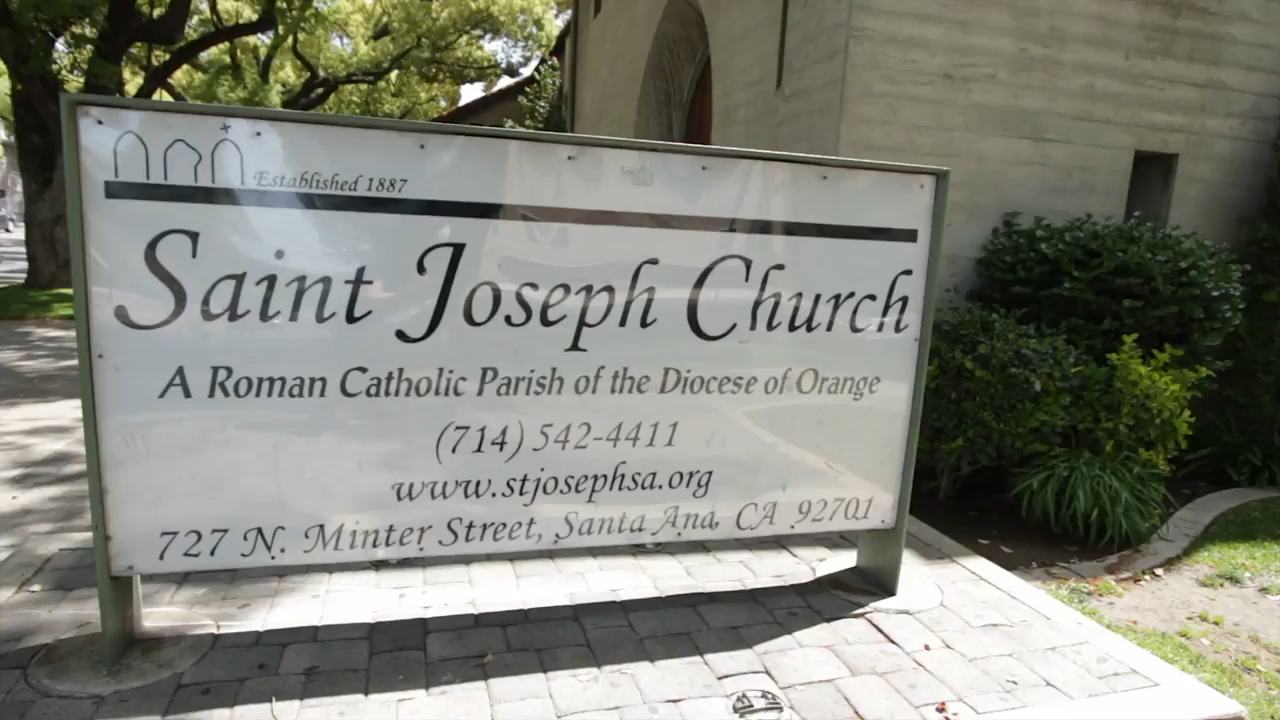 Established 1887
Saint Joseph Church
A Roman Catholic Parish of the Diocese of Orange
(714) 542-4411
www.stjosephsa.org
727 N. Minter Street, Santa Ana, CA 92701